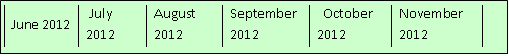 June 2012
July 2012
August 2012
September 2012
October 2012
November 2012